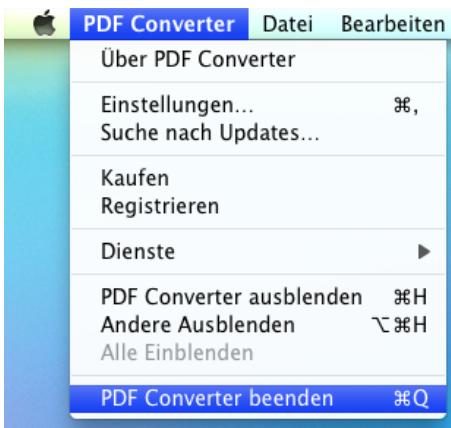 PDF Converter Datei Bearbeiten
Über PDF Converter
Einstellungen... ⌘,
Suche nach Updates...
Kaufen
Registrieren
Dienste
PDF Converter ausblenden ⌘H
Andere Ausblenden ⌥⌘H
Alle Einblenden
PDF Converter beenden ⌘Q